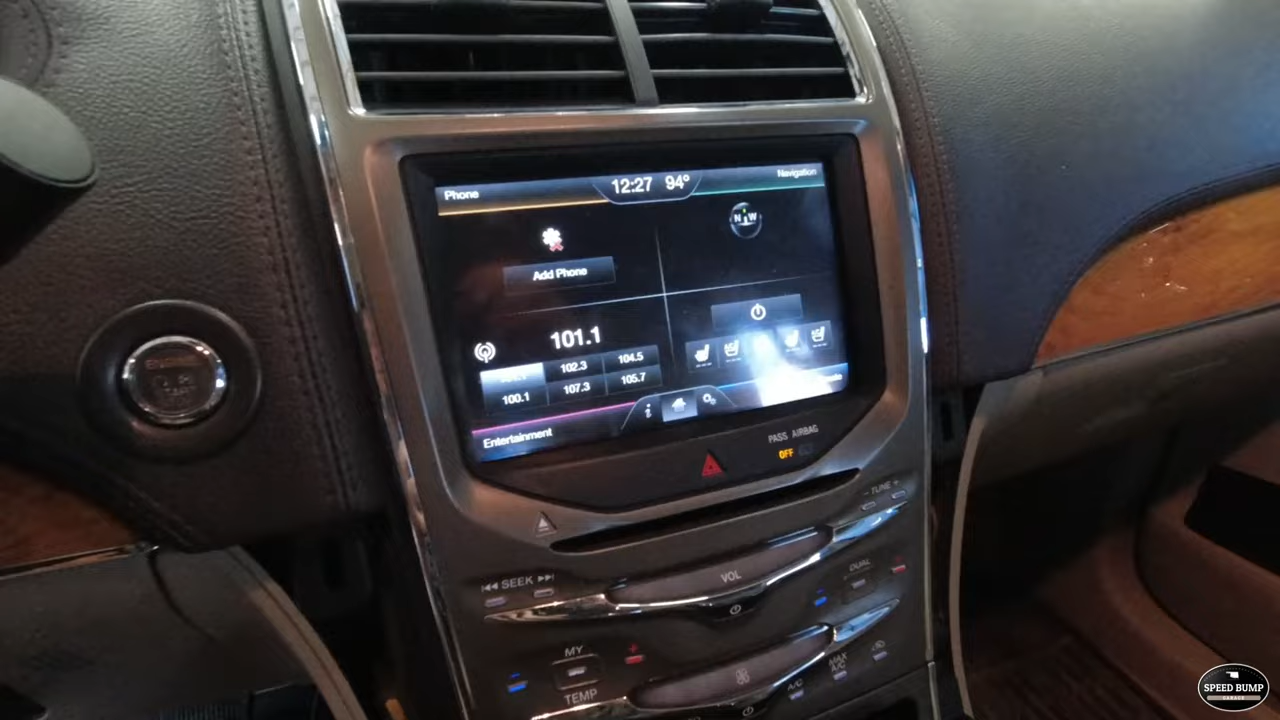 Phone
12:27 94°
Navigation
N W
Add Phone
101.1
102.3 104.5
100.1 107.3 105.7
i
Entertainment
PASS AIRBAG
OFF
- TUNE +
SEEK
VOL
DUAL
MY
TEMP
MAX
A/C
A/C
SPEED BUMP
GARAGE